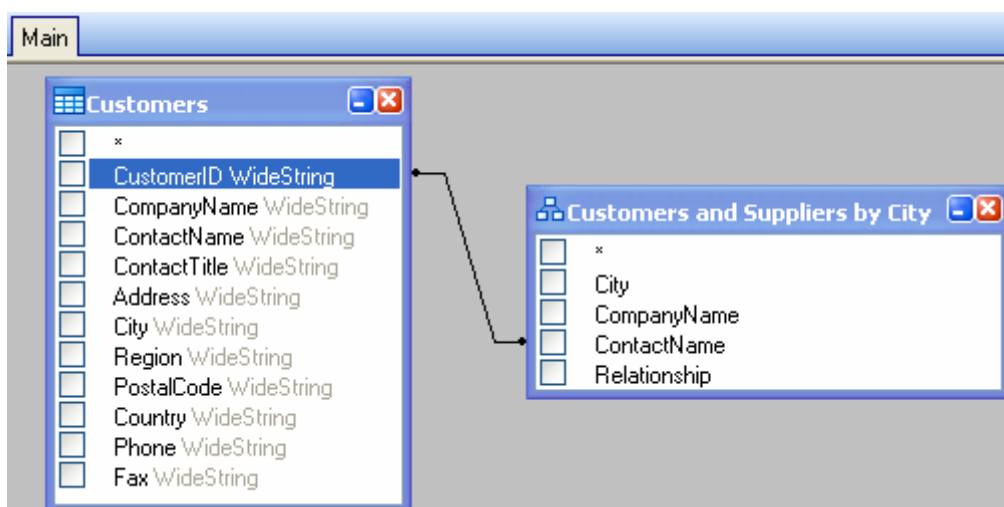 Main
Customers
*
CustomerID WideString
CompanyName WideString
ContactName WideString
ContactTitle WideString
Address WideString
City WideString
Region WideString
PostalCode WideString
Country WideString
Phone WideString
Fax WideString
Customers and Suppliers by City
*
City
CompanyName
ContactName
Relationship